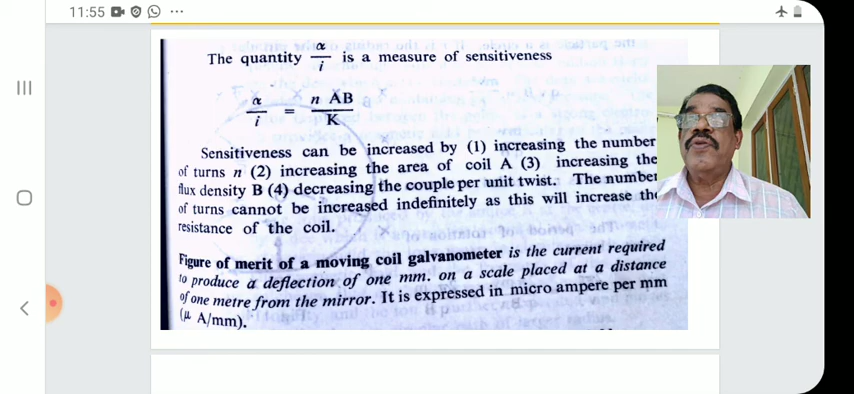 11:55
The quantity α/i is a measure of sensitiveness
α/i = n AB/K
Sensitiveness can be increased by (1) increasing the number
of turns n (2) increasing the area of coil A (3) increasing the
flux density B (4) decreasing the couple per unit twist. The number
of turns cannot be increased indefinitely as this will increase the
resistance of the coil.
Figure of merit of a moving coil galvanometer is the current required
to produce a deflection of one mm. on a scale placed at a distance
of one metre from the mirror. It is expressed in micro ampere per mm
(μ A/mm).